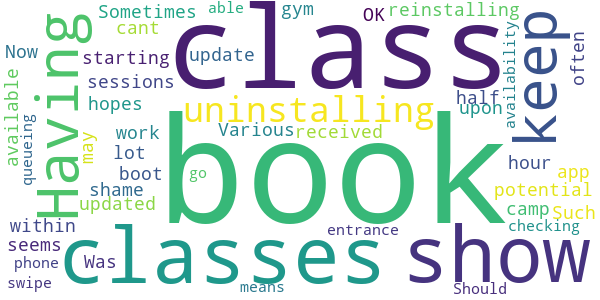 Sometimes able gym OK reinstalling
Now cant class often
starting update
available Having sessions keep availability
hopes uninstalling half upon
queueing may work Various received
lot book hour
boot go app
shame potential
updated camp Such
within checking
seems Was classes entrance show
phone
swipe means Should